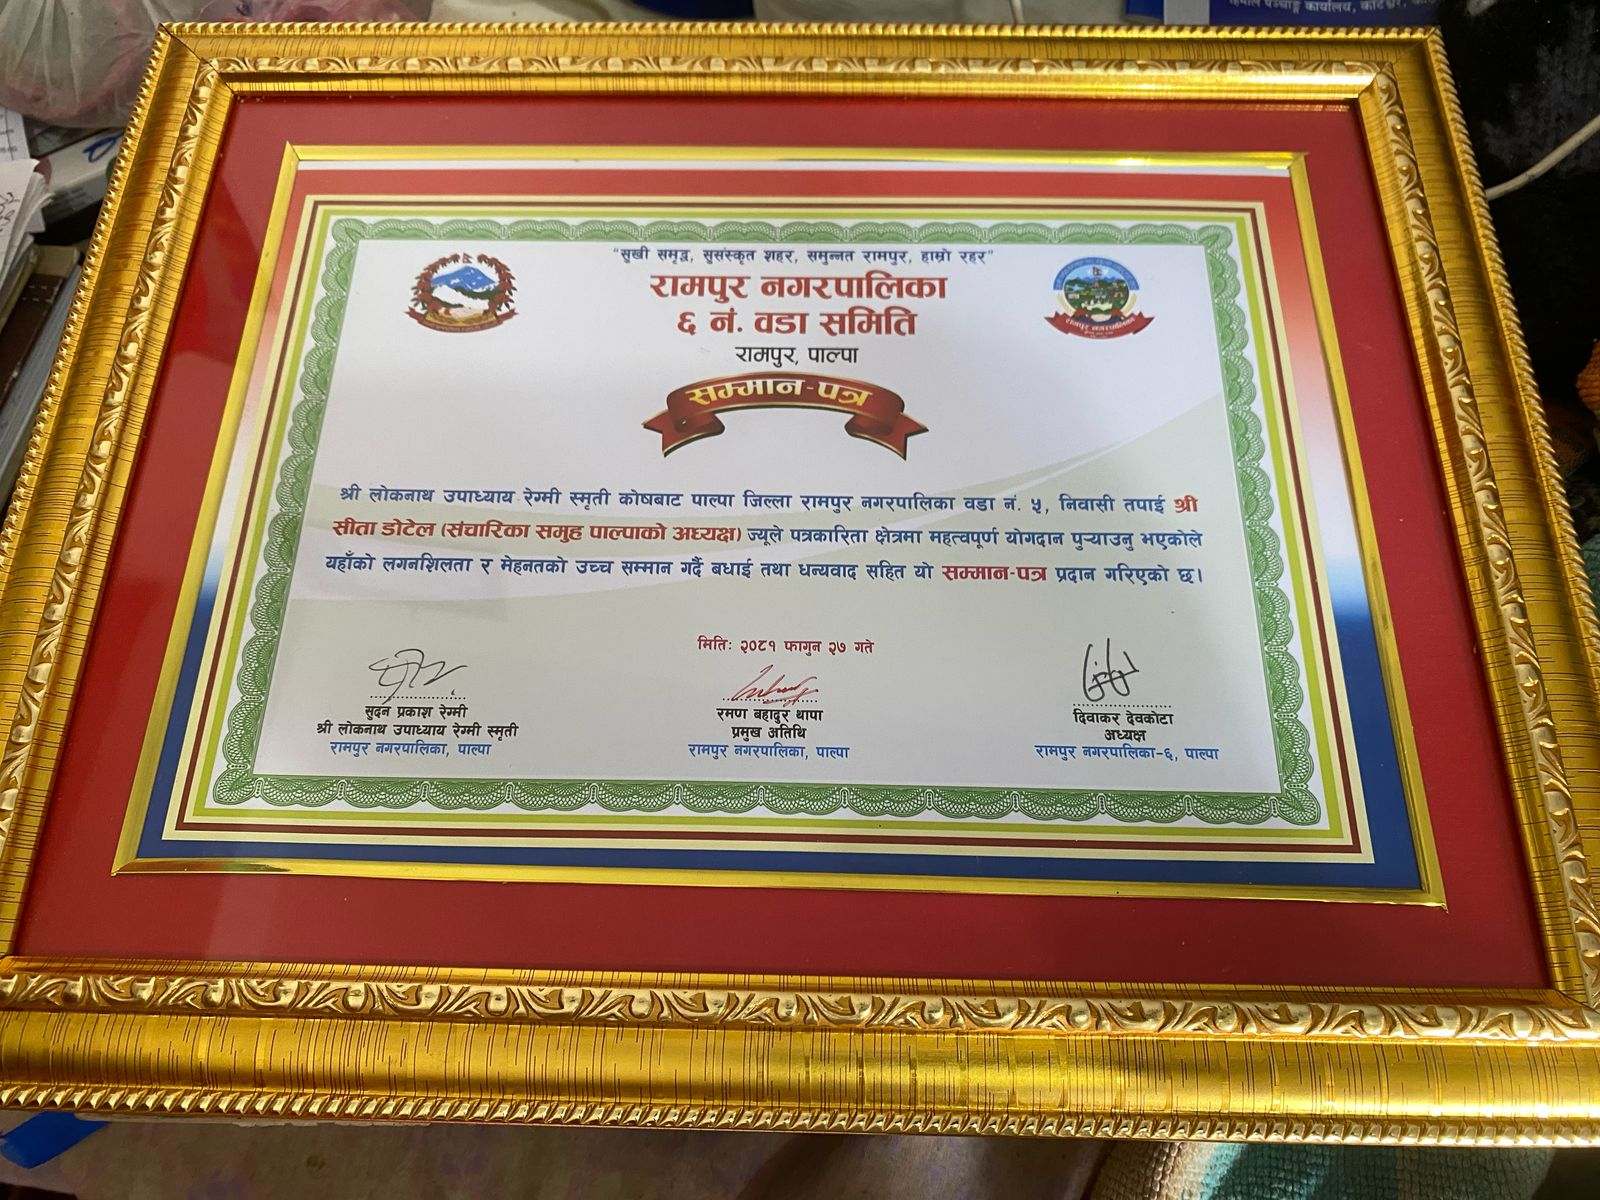 "सुखी समृद्ध, सुसंस्कृत शहर, समुन्नत रामपुर, हाम्रो रहर"
रामपुर नगरपालिका
६ नं. वडा समिति
रामपुर, पाल्पा
सम्मान-पत्र
श्री लोकनाथ उपाध्याय रेग्मी स्मृती कोषबाट पाल्पा जिल्ला रामपुर नगरपालिका वडा नं. ५, निवासी तपाई श्री
सीता डोटेल (संचारिका समुह पाल्पाको अध्यक्ष) ज्यूले पत्रकारिता क्षेत्रमा महत्वपूर्ण योगदान पुऱ्याउनु भएकोले
यहाँको लगनशिलता र मेहनतको उच्च सम्मान गर्दै बधाई तथा धन्यवाद सहित यो सम्मान-पत्र प्रदान गरिएको छ।
मितिः २०८१ फागुन २७ गते
सुदन प्रकाश रेग्मी
श्री लोकनाथ उपाध्याय रेग्मी स्मृती
रामपुर नगरपालिका, पाल्पा
रमण बहादुर थापा
प्रमुख अतिथि
रामपुर नगरपालिका, पाल्पा
दिवाकर देवकोटा
अध्यक्ष
रामपुर नगरपालिका-६, पाल्पा
रामपुर नगरपालिका